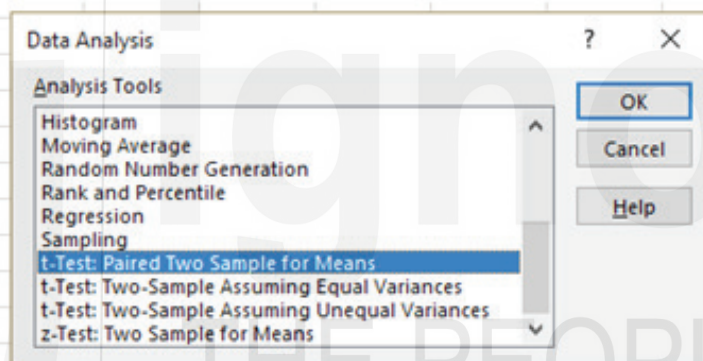 Data Analysis ? ×
Analysis Tools
Histogram
Moving Average
Random Number Generation
Rank and Percentile
Regression
Sampling
t-Test: Paired Two Sample for Means
t-Test: Two-Sample Assuming Equal Variances
t-Test: Two-Sample Assuming Unequal Variances
z-Test: Two Sample for Means
OK
Cancel
Help
THE PEOPL